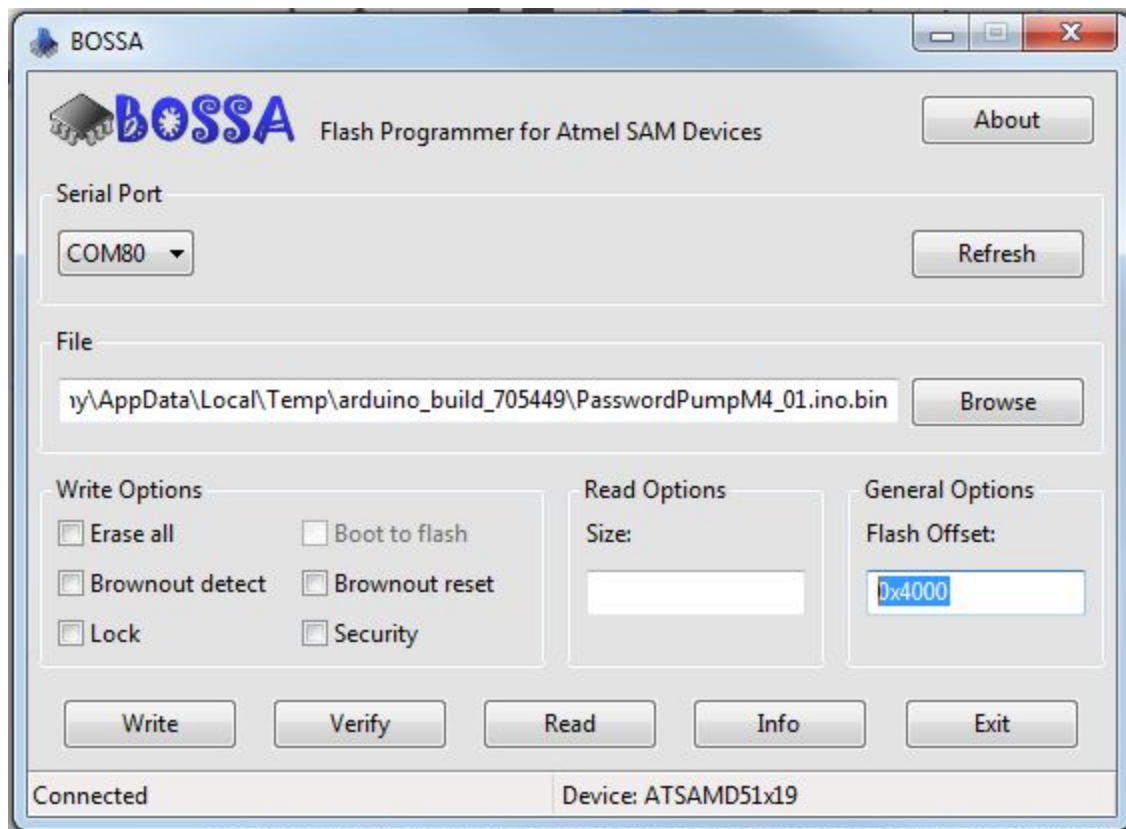 BOSSA
BOSSA Flash Programmer for Atmel SAM Devices About
Serial Port
COM80 Refresh
File
ny\AppData\Local\Temp\arduino_build_705449\PasswordPumpM4_01.ino.bin Browse
Write Options Read Options General Options
Erase all Boot to flash Size: Flash Offset:
Brownout detect Brownout reset 0x4000
Lock Security
Write Verify Read Info Exit
Connected Device: ATSAMD51x19